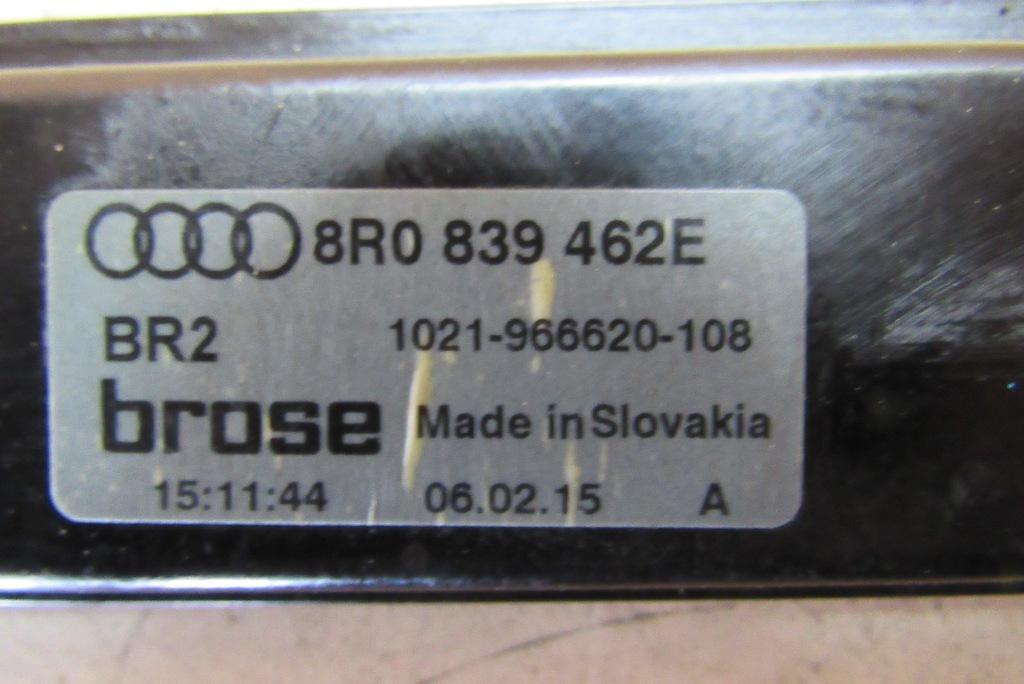 8R0 839 462E
BR2 1021-966620-108
brose Made in Slovakia
15:11:44 06.02.15 A